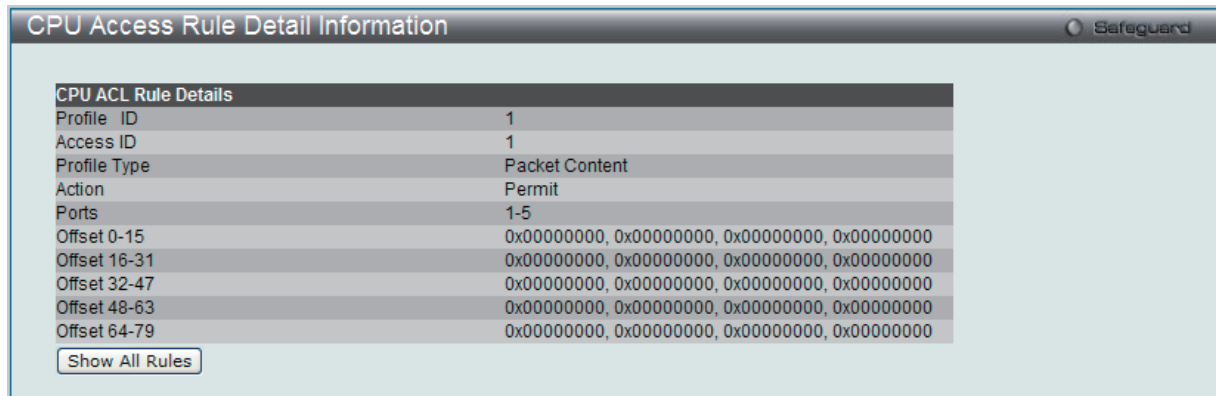 CPU Access Rule Detail Information
Safeguard
CPU ACL Rule Details
Profile ID 1
Access ID 1
Profile Type Packet Content
Action Permit
Ports 1-5
Offset 0-15 0x00000000, 0x00000000, 0x00000000, 0x00000000
Offset 16-31 0x00000000, 0x00000000, 0x00000000, 0x00000000
Offset 32-47 0x00000000, 0x00000000, 0x00000000, 0x00000000
Offset 48-63 0x00000000, 0x00000000, 0x00000000, 0x00000000
Offset 64-79 0x00000000, 0x00000000, 0x00000000, 0x00000000
Show All Rules